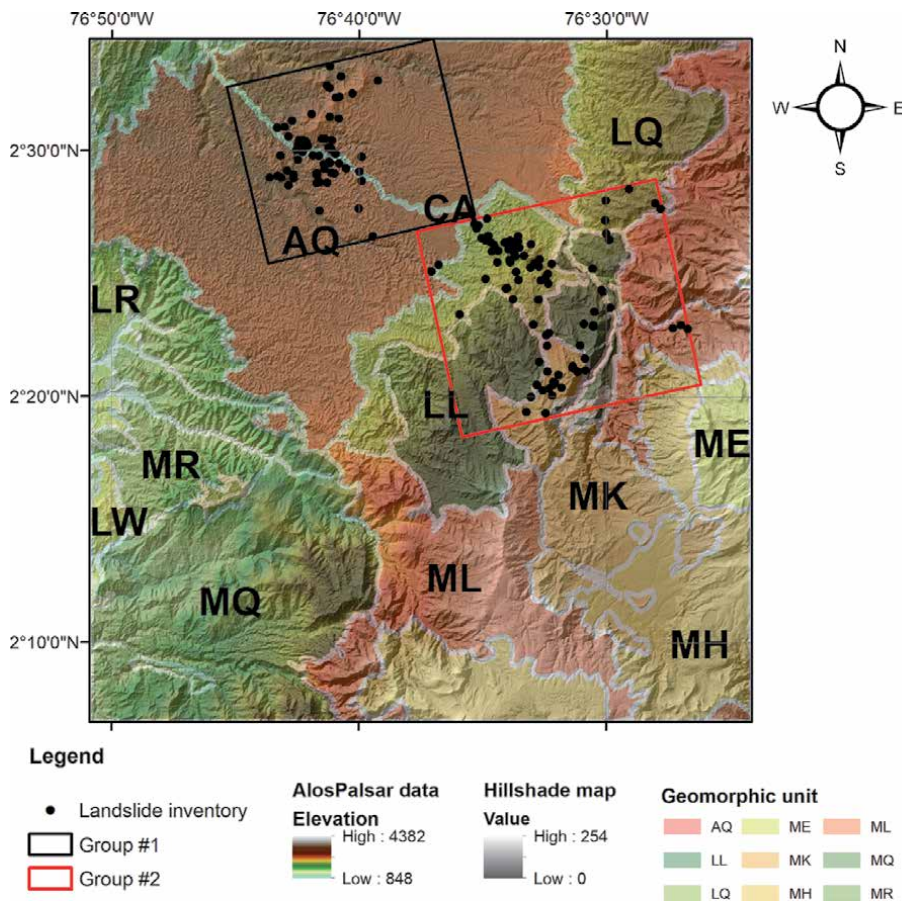 76°50'0"W 76°40'0"W 76°30'0"W
N
W E
S
2°30'0"N
2°20'0"N
2°10'0"N
LQ
CA
AQ
LR
LL
ME
MR
MK
LW
ML
MQ
MH
Legend
Landslide inventory
Group #1
Group #2
AlosPalsar data
Elevation
High : 4382
Low : 848
Hillshade map
Value
High : 254
Low : 0
Geomorphic unit
AQ ME ML
LL MK MQ
LQ MH MR